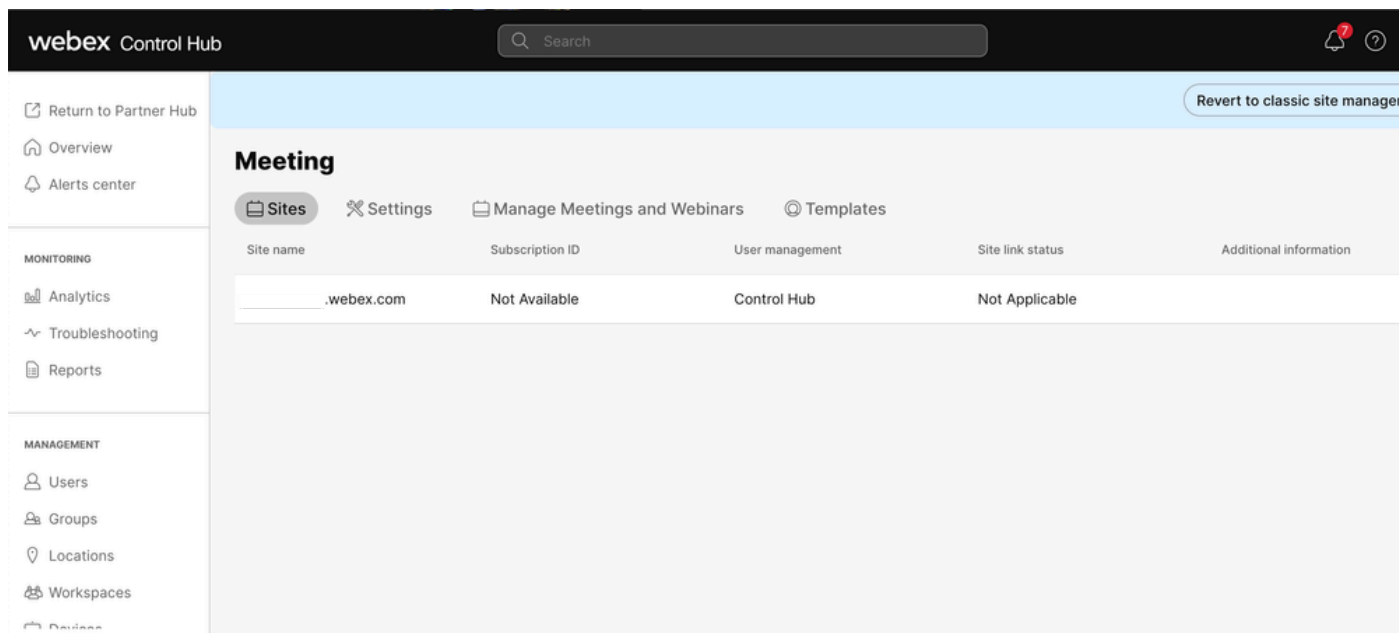 webex Control Hub
Search
7
Return to Partner Hub
Revert to classic site manage
Overview
Alerts center
Meeting
Sites Settings Manage Meetings and Webinars Templates
Site name Subscription ID User management Site link status Additional information
.webex.com Not Available Control Hub Not Applicable
MONITORING
Analytics
Troubleshooting
Reports
MANAGEMENT
Users
Groups
Locations
Workspaces
Devices